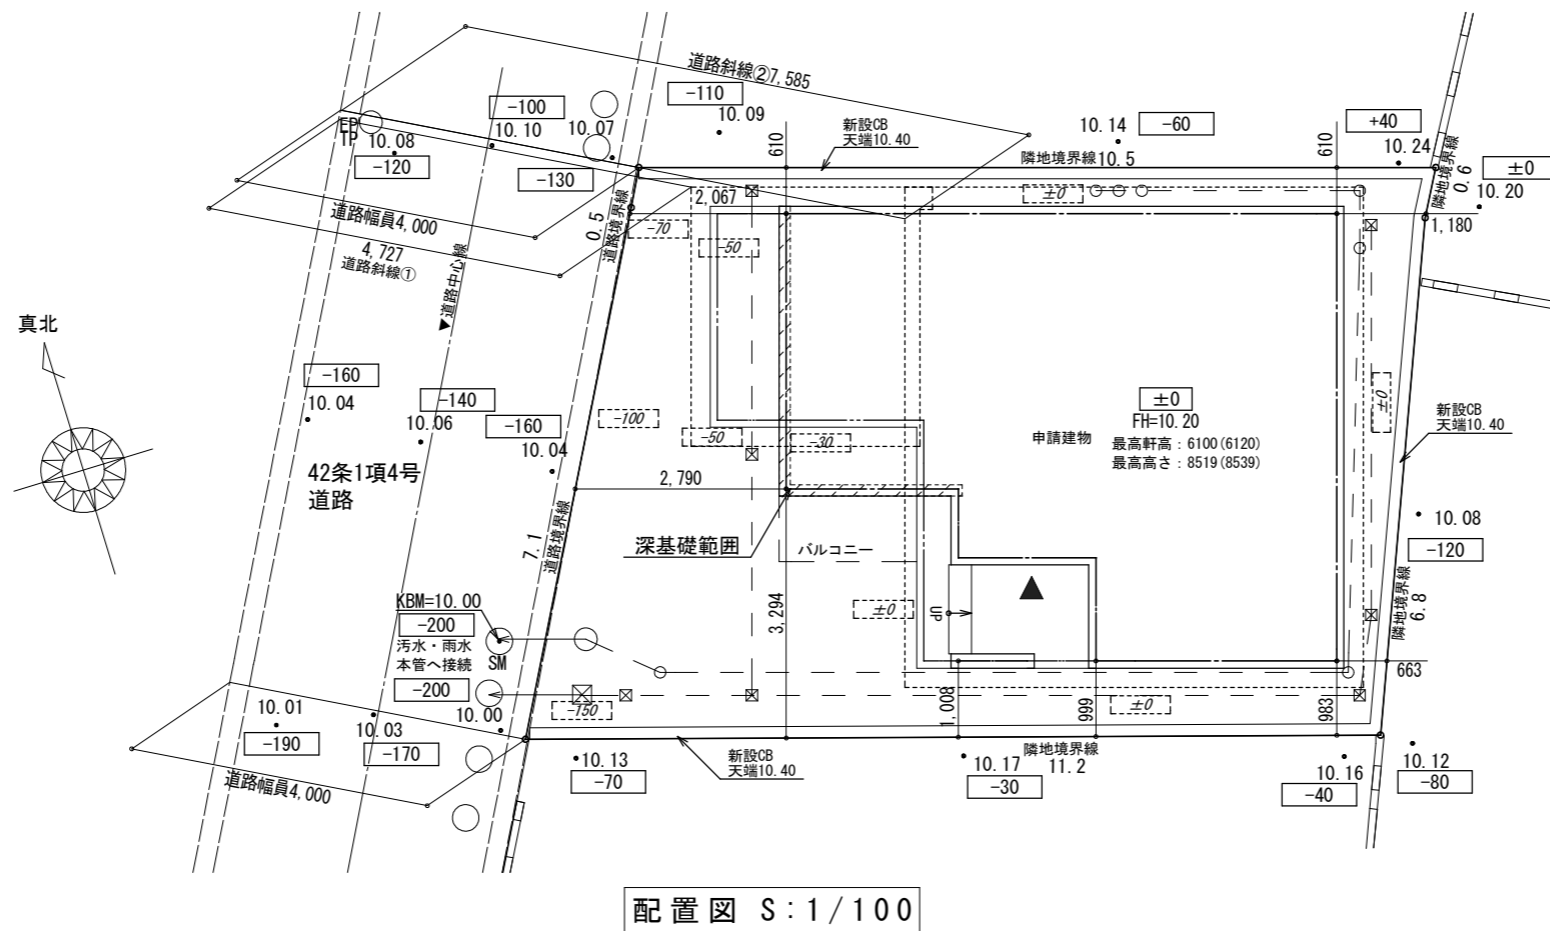 道路斜線②7,585
-110
10.09
-100
10.10
10.07
EP
TP
10.08
-120
-130
610
新設CB
天端10.40
10.14
-60
隣地境界線10.5
610
+40
10.24
隣地境界線
0.6
±0
10.20
1,180
道路幅員4,000
4,727
道路斜線①
▼道路中心線
0.5
道路境界線
2,067
-70
-50
±0
真北
-160
10.04
-140
10.06
-160
10.04
-100
-50
-30
±0
FH=10.20
申請建物
最高軒高：6100(6120)
最高高さ：8519(8539)
±0
新設CB
天端10.40
42条1項4号
道路
2,790
7.1
道路境界線
深基礎範囲
バルコニー
10.08
-120
隣地境界線
6.8
KBM=10.00
-200
汚水・雨水
本管へ接続
SM
-200
3,294
±0
UP
663
10.01
-190
10.03
-170
10.00
-150
1,008
999
±0
983
道路幅員4,000
10.13
-70
新設CB
天端10.40
10.17
-30
隣地境界線
11.2
10.16
-40
10.12
-80
配置図 S:1/100